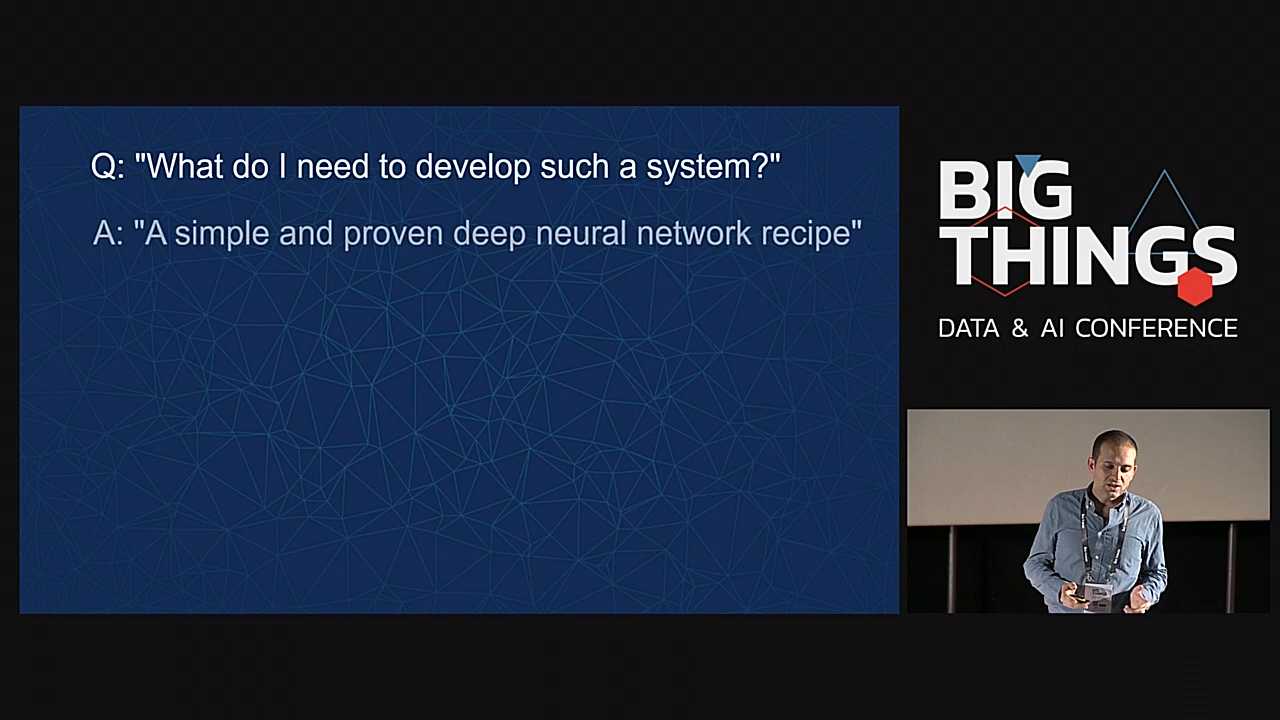 Q: "What do I need to develop such a system?"
A: "A simple and proven deep neural network recipe"
BIG
THINGS
DATA & AI CONFERENCE